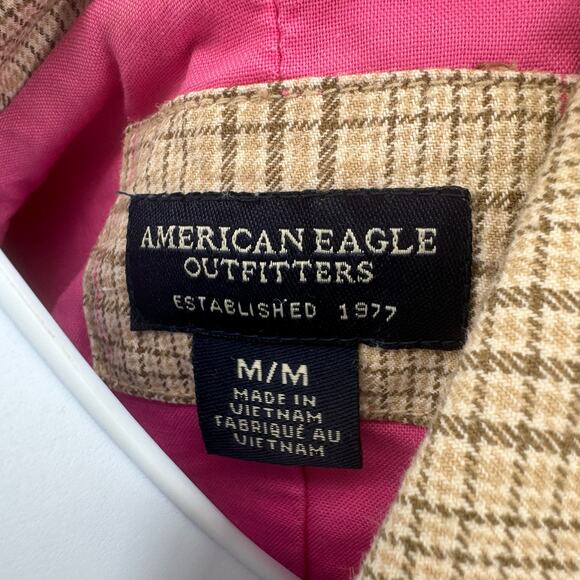 AMERICAN EAGLE
OUTFITTERS
ESTABLISHED 1977
M/M
MADE IN
VIETNAM
FABRIQUÉ AU
VIETNAM